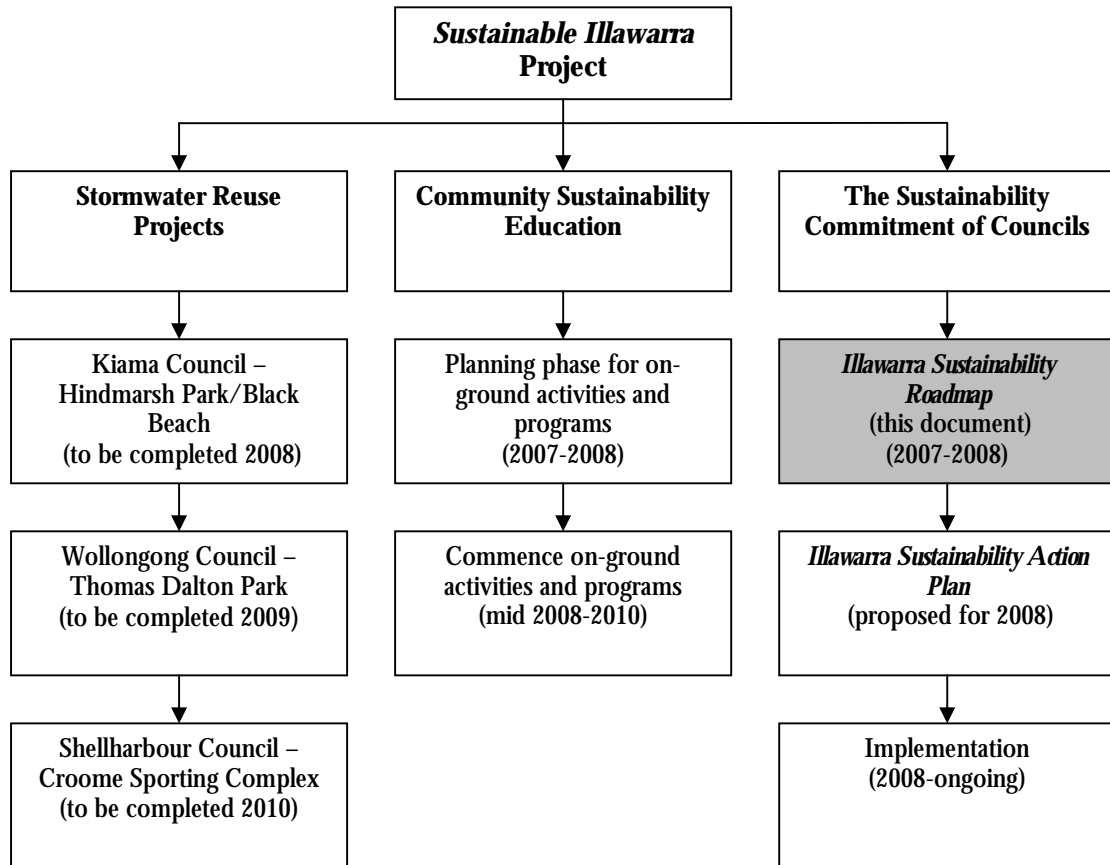 Sustainable Illawarra
Project
Stormwater Reuse
Projects
Kiama Council –
Hindmarsh Park/Black
Beach
(to be completed 2008)
Wollongong Council –
Thomas Dalton Park
(to be completed 2009)
Shellharbour Council –
Croome Sporting Complex
(to be completed 2010)
Community Sustainability
Education
Planning phase for on-
ground activities and
programs
(2007-2008)
Commence on-ground
activities and programs
(mid 2008-2010)
The Sustainability
Commitment of Councils
Illawarra Sustainability
Roadmap
(this document)
(2007-2008)
Illawarra Sustainability Action
Plan
(proposed for 2008)
Implementation
(2008-ongoing)